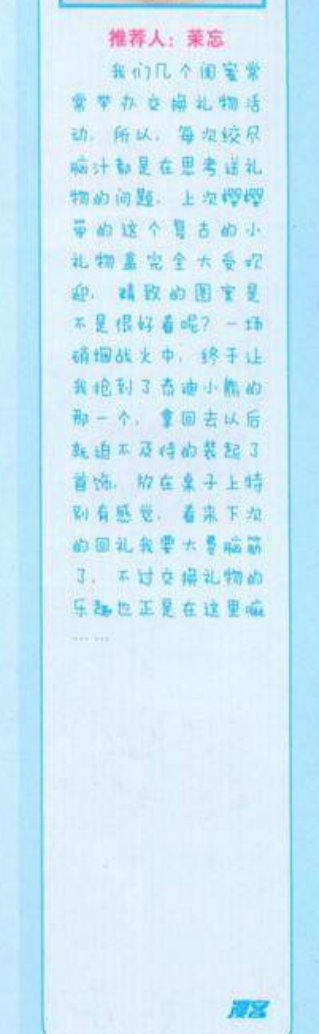 推荐人：茉忘
我们几个闺蜜常
常举办交换礼物活
动，所以，每次绞尽
脑汁都是在思考送礼
物的问题，上次樱樱
带的这个复古的小
礼物盖完全大受欢
迎，精致的图案是
不是很好看呢？一场
硝烟战火中，终于让
我抢到了泰迪小熊的
那一个，拿回去以后
就迫不及待的装起了
首饰，放在桌子上特
别有感觉，看来下次
的回礼我要大费脑筋
了，不过交换礼物的
乐趣也正是在这里嘛
……
漫客